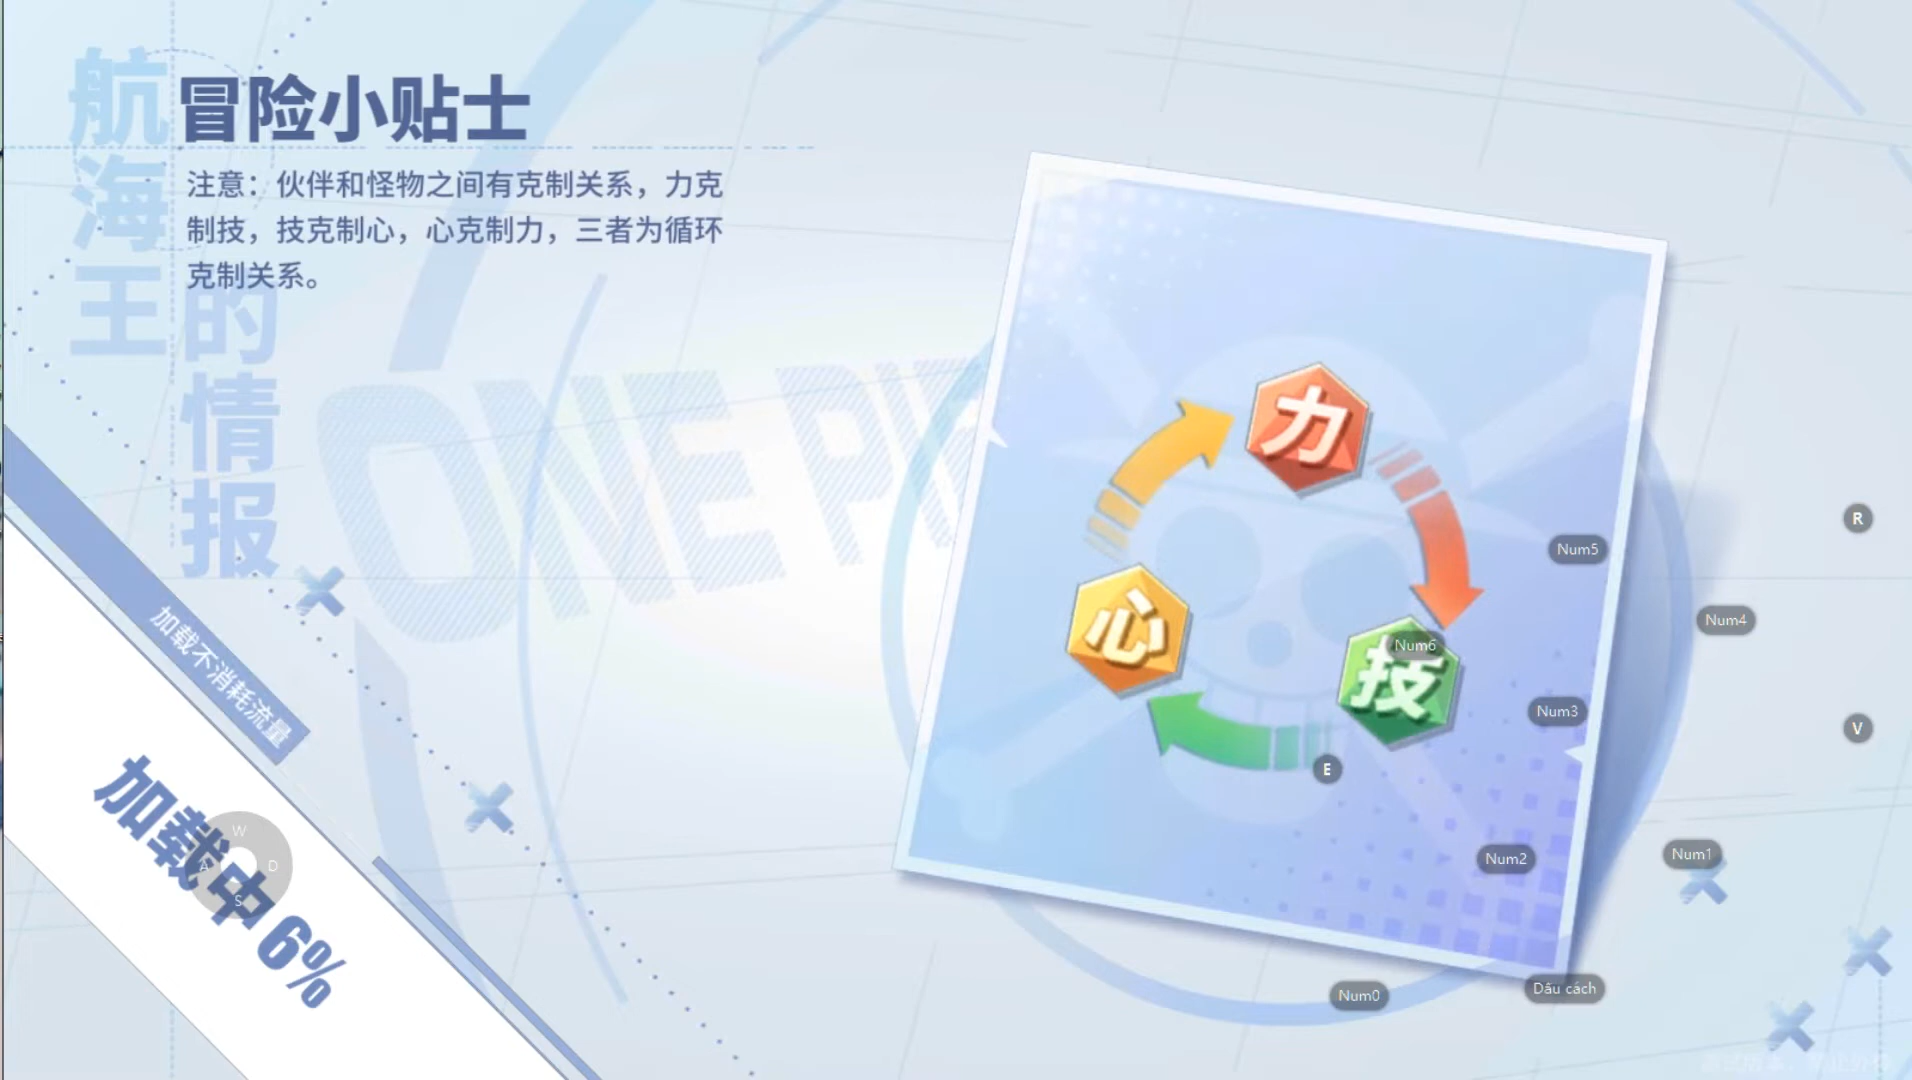 航海王
的情报
冒险小贴士
注意：伙伴和怪物之间有克制关系，力克
制技，技克制心，心克制力，三者为循环
克制关系。
ONE PI
力
心
技
Num5
R
Num4
Num6
Num3
V
E
Num2
Num1
Num0
Dấu cách
加载不消耗流量
加载中 6%
W
A
D
S